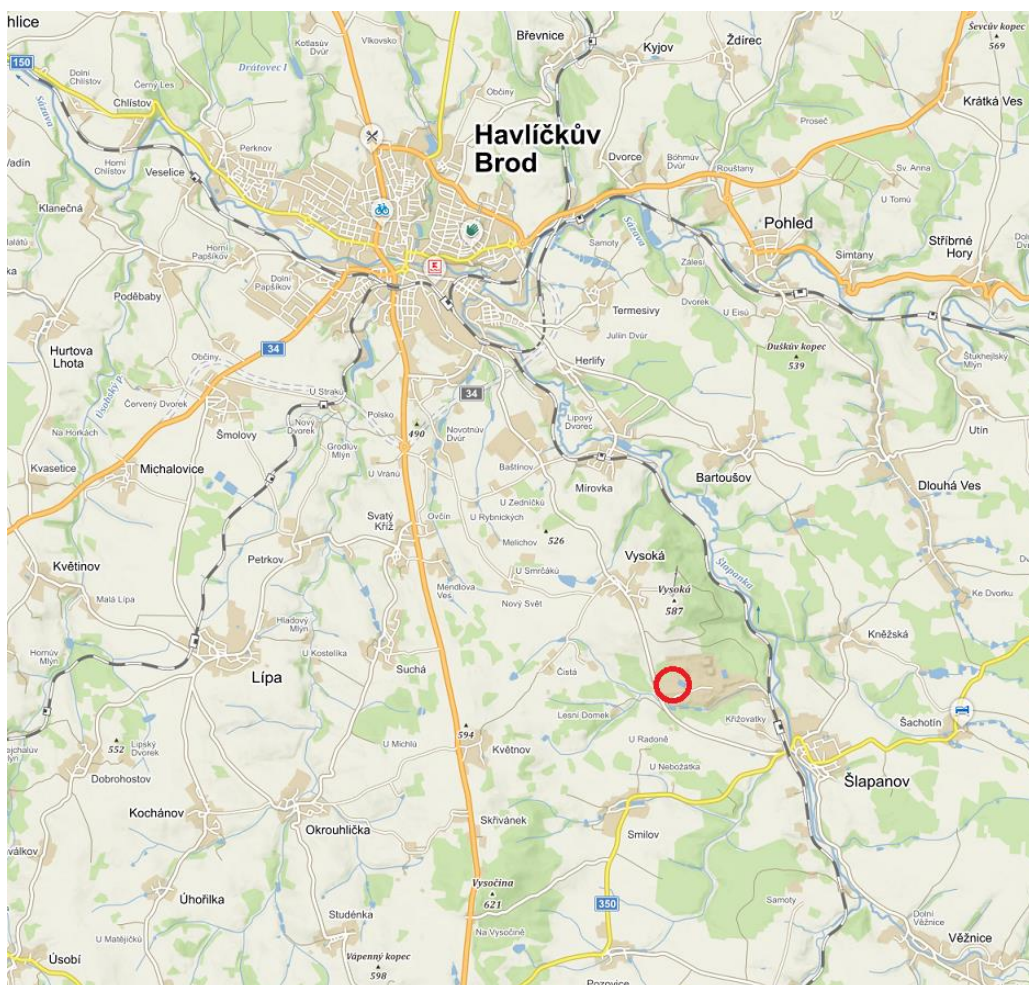 hlice
Kotlasův
Dvůr
Vlkovsko
Břevnice
Kyjov
Ždírec
Ševcův kopec
569
150
Dolní
Chlístov
Černý Les
Drátovec I
Občiny
Krátká Ves
Chlístov
Sázava
Havlíčkův
Brod
Proseč
Perknov
Dvorce
Böhmův
Dvůr
Rouštany
Sv. Anna
Vadín
Horní
Chlístov
Veselice
U Tomů
Klanečná
Sázava
Pohled
Stříbrné
Hory
Horní
Papšíkov
Samoty
Zálesí
Simtany
Dolní
Papšíkov
Poděbaby
Termesivy
Dvorek
U Eisů
Juliin Dvůr
Hurtova
Lhota
34
Občiny
Herlify
Duškův kopec
539
Štukhejlský
Mlýn
Úsobský p.
Červený Dvorek
U Straků
34
Nový
Dvorek
Polsko
Lipový
Dvorec
Na Horkách
Šmolovy
490
Novotnův
Dvůr
Utín
Grodlův
Mlýn
Kvasetice
Michalovice
U Vránů
Baštínov
Mírovka
Bartoušov
Dlouhá Ves
U Zedníčků
Svatý
Kříž
Ovčín
U Rybnických
Melichov
526
Petrkov
Vysoká
Šlapanka
Květinov
U Smrčáků
Mendlova
Ves
Nový Svět
Vysoká
587
Ke Dvorku
Malá Lípa
Hladový
Mlýn
Kněžská
Hornův
Mlýn
U Kostelíka
Lípa
Suchá
Čistá
Lesní Domek
Křižovatky
Šachotín
594
U Radoně
552
Lipský
Dvorek
U Michlů
Květnov
U Nebožátka
Dobrohostov
Šlapanov
Kochánov
Okrouhlička
Skřivánek
Smilov
Vysočina
621
Úhořilka
350
Samoty
Studénka
Dolní
Věžnice
Na Vysočině
U Matějíčků
Věžnice
Úsobí
Vápenný kopec
598
Pozovice